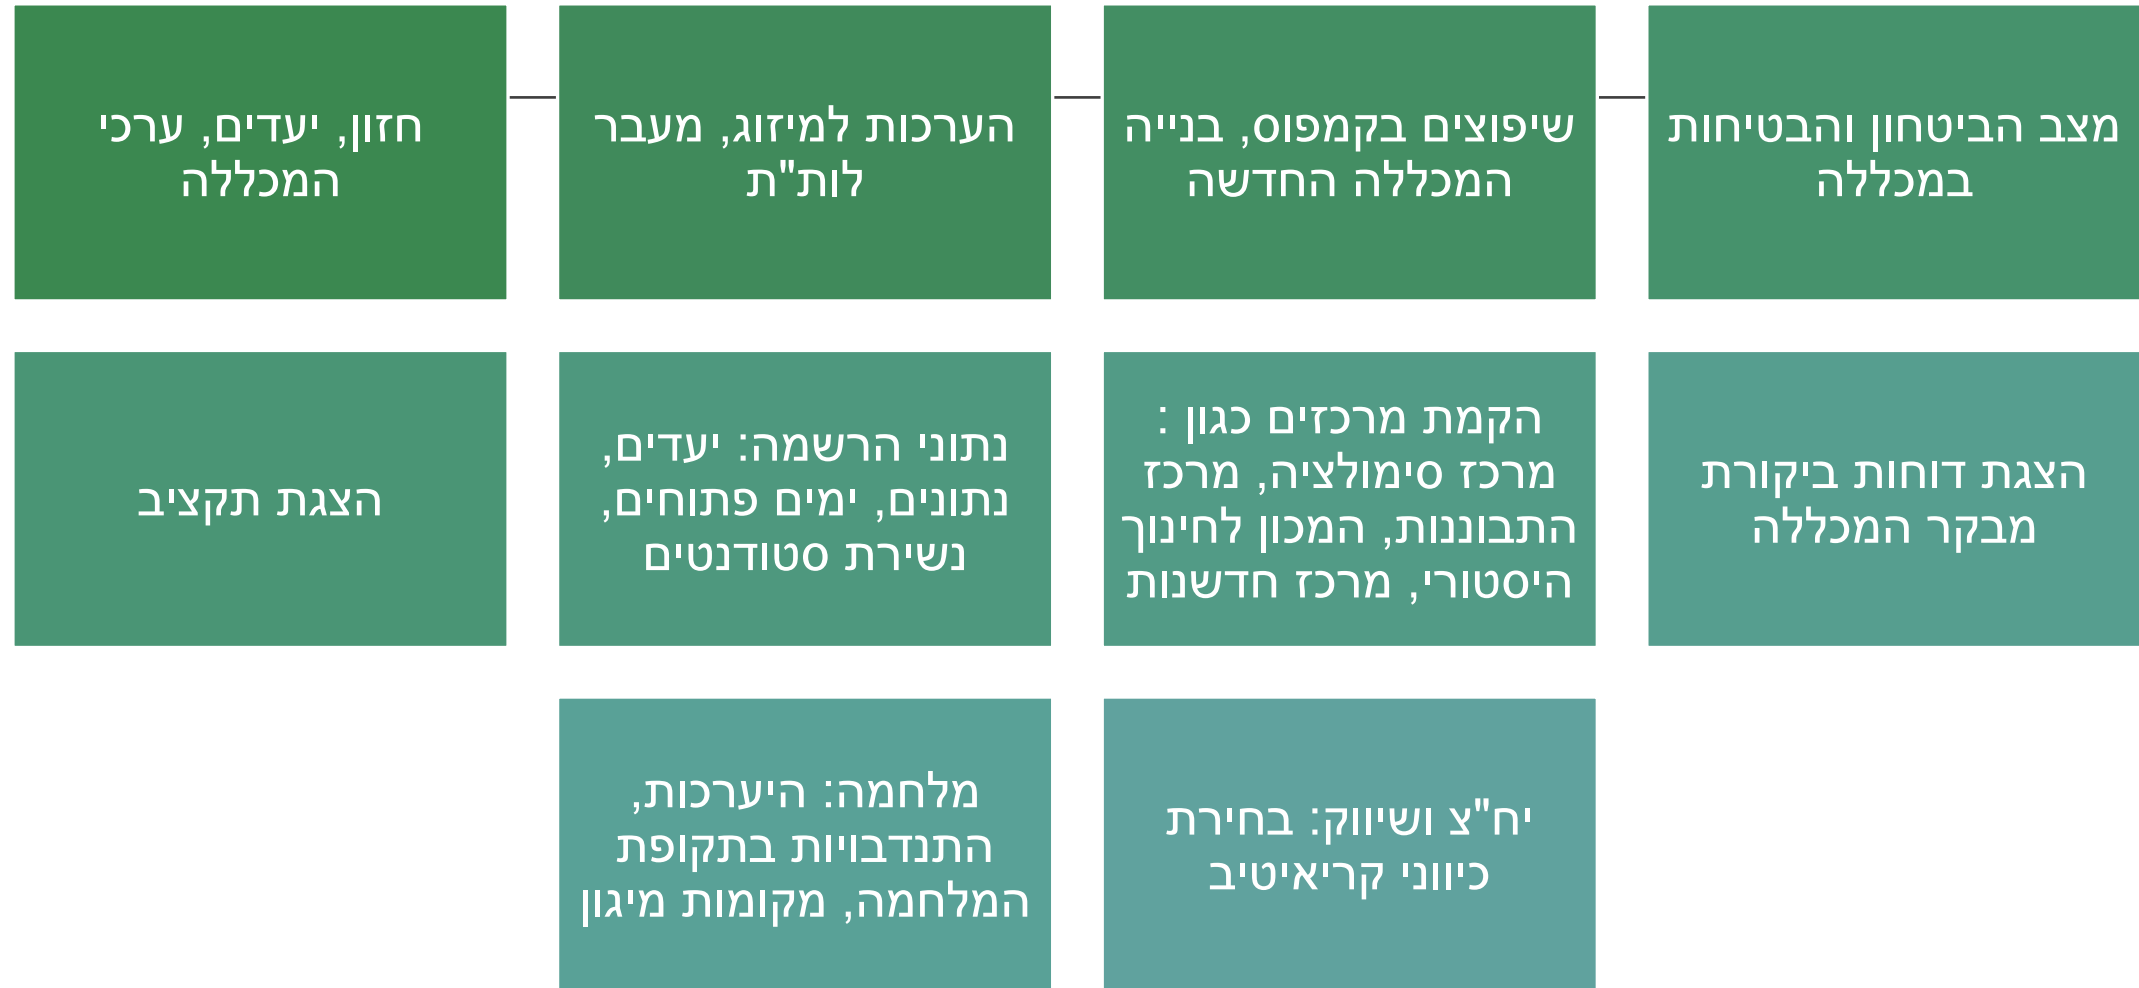 חזון, יעדים, ערכי
המכללה
הערכות למיזוג, מעבר
לות"ת
שיפוצים בקמפוס, בנייה
המכללה החדשה
מצב הביטחון והבטיחות
במכללה
הצגת תקציב
נתוני הרשמה: יעדים,
נתונים, ימים פתוחים,
נשירת סטודנטים
הקמת מרכזים כגון :
מרכז סימולציה, מרכז
התבוננות, המכון לחינוך
היסטורי, מרכז חדשנות
הצגת דוחות ביקורת
מבקר המכללה
מלחמה: היערכות,
התנדבויות בתקופת
המלחמה, מקומות מיגון
יח"צ ושיווק: בחירת
כיווני קריאיטיב